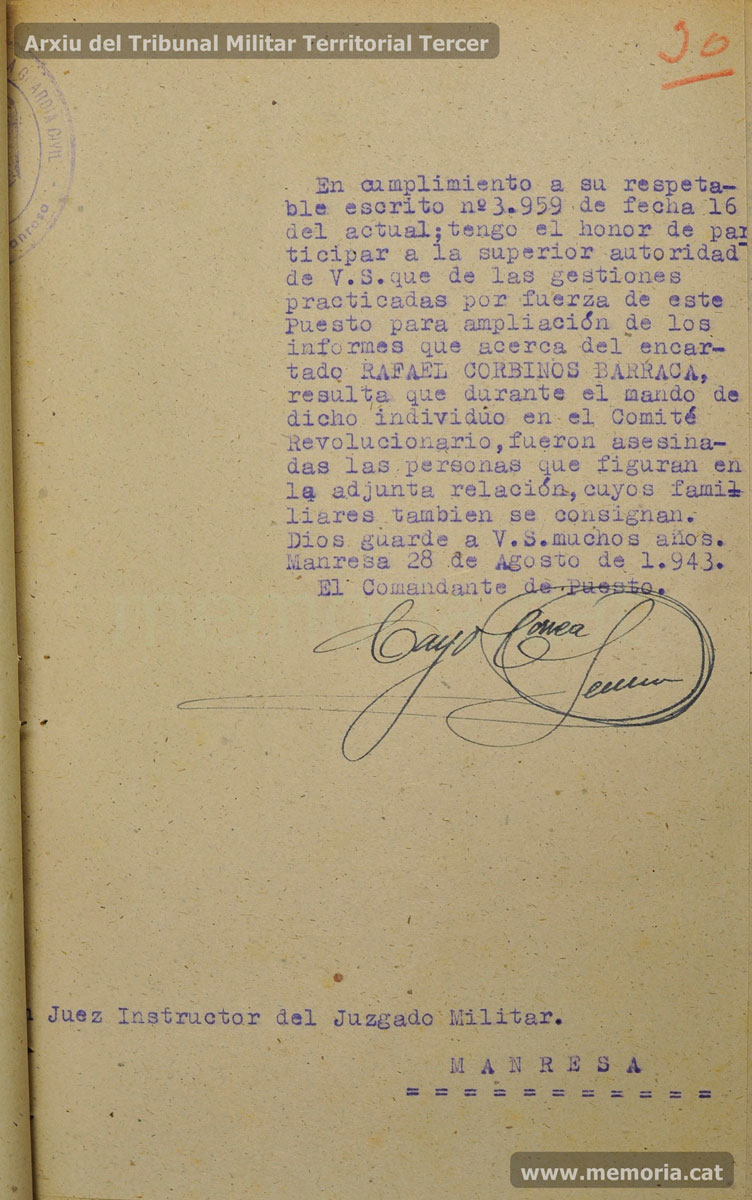 Arxiu del Tribunal Militar Territorial Tercer
30
GUARDIA CIVIL
En cumplimiento a su respeta-
ble escrito nº3.959 de fecha 16
del actual;tengo el honor de par-
ticipar a la superior autoridad
de V.S.que de las gestiones
practicadas por fuerza de este
Puesto para ampliación de los
informes que acerca del encar-
tado RAFAEL CORBINOS BARRACA,
resulta que durante el mando de
dicho individuo en el Comité
Revolucionario,fueron asesina-
das las personas que figuran en
la adjunta relación,cuyos famil-
liares tambien se consignan.
Dios guarde a V.S.muchos años.
Manresa 28 de Agosto de 1.943.
El Comandante de Puesto.
Cayo
Juez Instructor del Juzgado Militar.
M A N R E S A
= = = = = = = = = = =
www.memoria.cat